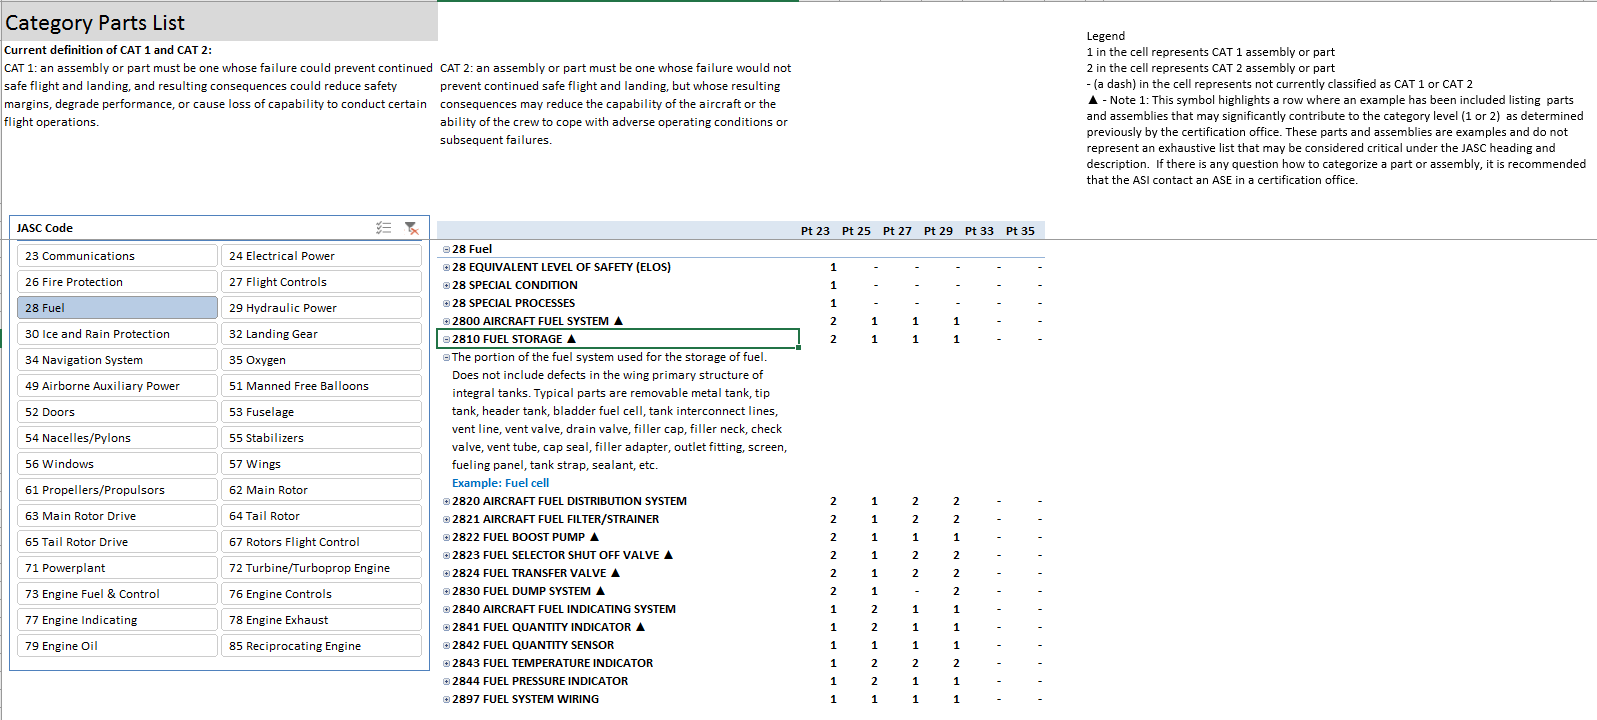 Category Parts List
Current definition of CAT 1 and CAT 2:
CAT 1: an assembly or part must be one whose failure could prevent continued
safe flight and landing, and resulting consequences could reduce safety
margins, degrade performance, or cause loss of capability to conduct certain
flight operations.
CAT 2: an assembly or part must be one whose failure would not
prevent continued safe flight and landing, but whose resulting
consequences may reduce the capability of the aircraft or the
ability of the crew to cope with adverse operating conditions or
subsequent failures.
Legend
1 in the cell represents CAT 1 assembly or part
2 in the cell represents CAT 2 assembly or part
- (a dash) in the cell represents not currently classified as CAT 1 or CAT 2
▲ - Note 1: This symbol highlights a row where an example has been included listing parts
and assemblies that may significantly contribute to the category level (1 or 2) as determined
previously by the certification office. These parts and assemblies are examples and do not
represent an exhaustive list that may be considered critical under the JASC heading and
description. If there is any question how to categorize a part or assembly, it is recommended
that the ASI contact an ASE in a certification office.
JASC Code
23 Communications
24 Electrical Power
26 Fire Protection
27 Flight Controls
28 Fuel
29 Hydraulic Power
30 Ice and Rain Protection
32 Landing Gear
34 Navigation System
35 Oxygen
49 Airborne Auxiliary Power
51 Manned Free Balloons
52 Doors
53 Fuselage
54 Nacelles/Pylons
55 Stabilizers
56 Windows
57 Wings
61 Propellers/Propulsors
62 Main Rotor
63 Main Rotor Drive
64 Tail Rotor
65 Tail Rotor Drive
67 Rotors Flight Control
71 Powerplant
72 Turbine/Turboprop Engine
73 Engine Fuel & Control
76 Engine Controls
77 Engine Indicating
78 Engine Exhaust
79 Engine Oil
85 Reciprocating Engine
Pt 23 Pt 25 Pt 27 Pt 29 Pt 33 Pt 35
28 Fuel
28 EQUIVALENT LEVEL OF SAFETY (ELOS) 1 - - - - -
28 SPECIAL CONDITION 1 - - - - -
28 SPECIAL PROCESSES 1 - - - - -
2800 AIRCRAFT FUEL SYSTEM ▲ 2 1 1 1 - -
2810 FUEL STORAGE ▲ 2 1 1 1 - -
The portion of the fuel system used for the storage of fuel.
Does not include defects in the wing primary structure of
integral tanks. Typical parts are removable metal tank, tip
tank, header tank, bladder fuel cell, tank interconnect lines,
vent line, vent valve, drain valve, filler cap, filler neck, check
valve, vent tube, cap seal, filler adapter, outlet fitting, screen,
fueling panel, tank strap, sealant, etc.
Example: Fuel cell
2820 AIRCRAFT FUEL DISTRIBUTION SYSTEM 2 1 2 2 - -
2821 AIRCRAFT FUEL FILTER/STRAINER 2 1 2 2 - -
2822 FUEL BOOST PUMP ▲ 2 1 1 1 - -
2823 FUEL SELECTOR SHUT OFF VALVE ▲ 2 1 2 2 - -
2824 FUEL TRANSFER VALVE ▲ 2 1 2 2 - -
2830 FUEL DUMP SYSTEM ▲ 2 1 - 2 - -
2840 AIRCRAFT FUEL INDICATING SYSTEM 1 2 1 1 - -
2841 FUEL QUANTITY INDICATOR ▲ 1 2 1 1 - -
2842 FUEL QUANTITY SENSOR 1 1 1 1 - -
2843 FUEL TEMPERATURE INDICATOR 1 2 2 2 - -
2844 FUEL PRESSURE INDICATOR 1 2 1 1 - -
2897 FUEL SYSTEM WIRING 1 1 1 1 - -